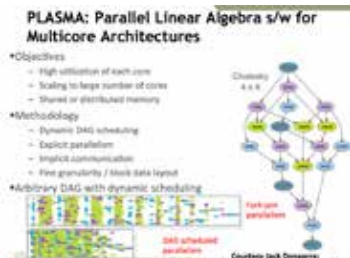 PLASMA: Parallel Linear Algebra s/w for
Multicore Architectures
•Objectives
– High utilization of each core
– Scaling to large number of cores
– Shared or distributed memory
•Methodology
– Dynamic DAG scheduling
– Explicit parallelism
– Implicit communication
– Fine granularity / block data layout
•Arbitrary DAG with dynamic scheduling
Cholesky
4 x 4
Fork-join
parallelism
DAG scheduled
parallelism
Courtesy Jack Dongarra: